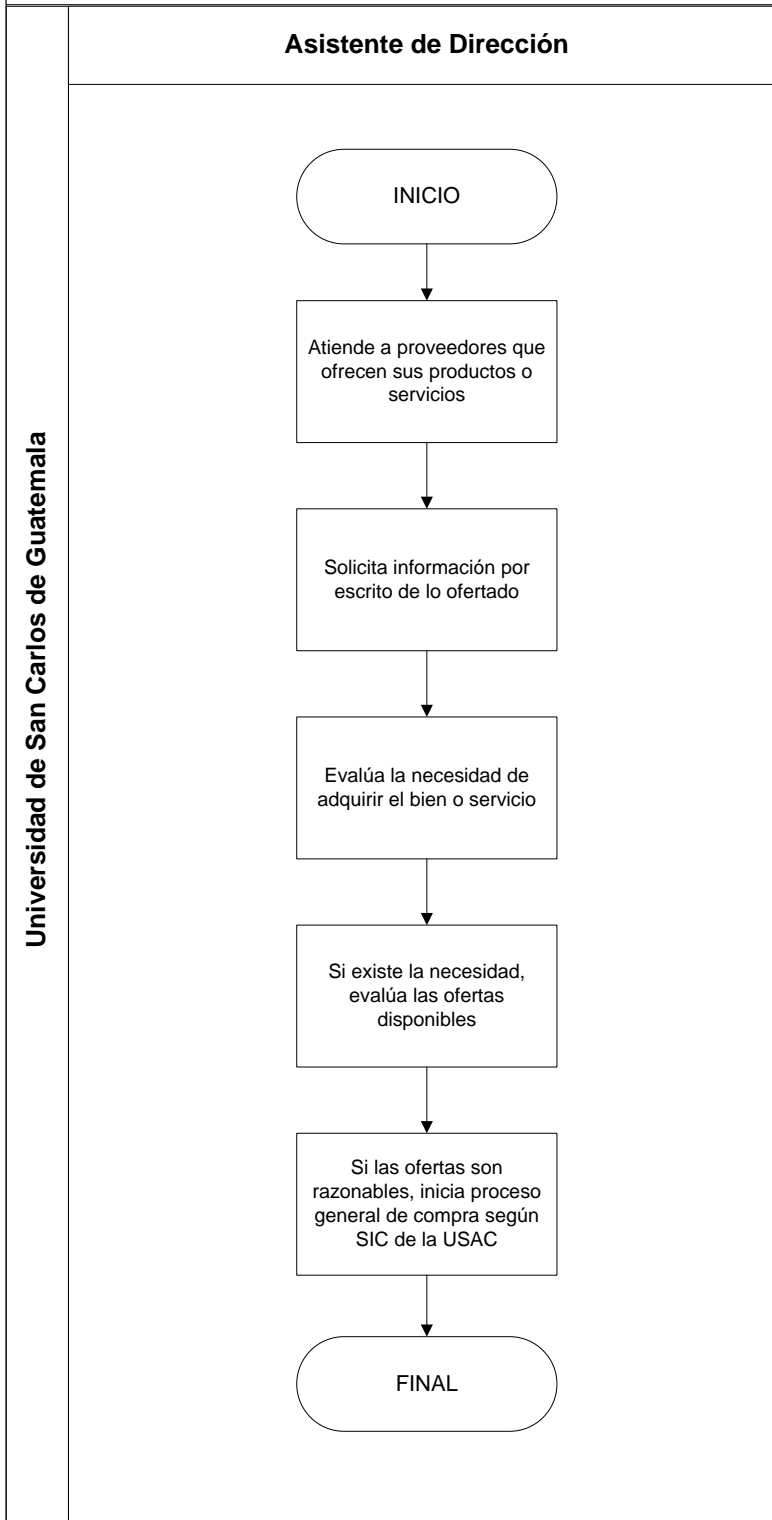 Asistente de Dirección
Universidad de San Carlos de Guatemala
INICIO
Atiende a proveedores que
ofrecen sus productos o
servicios
Solicita información por
escrito de lo ofertado
Evalúa la necesidad de
adquirir el bien o servicio
Si existe la necesidad,
evalúa las ofertas
disponibles
Si las ofertas son
razonables, inicia proceso
general de compra según
SIC de la USAC
FINAL